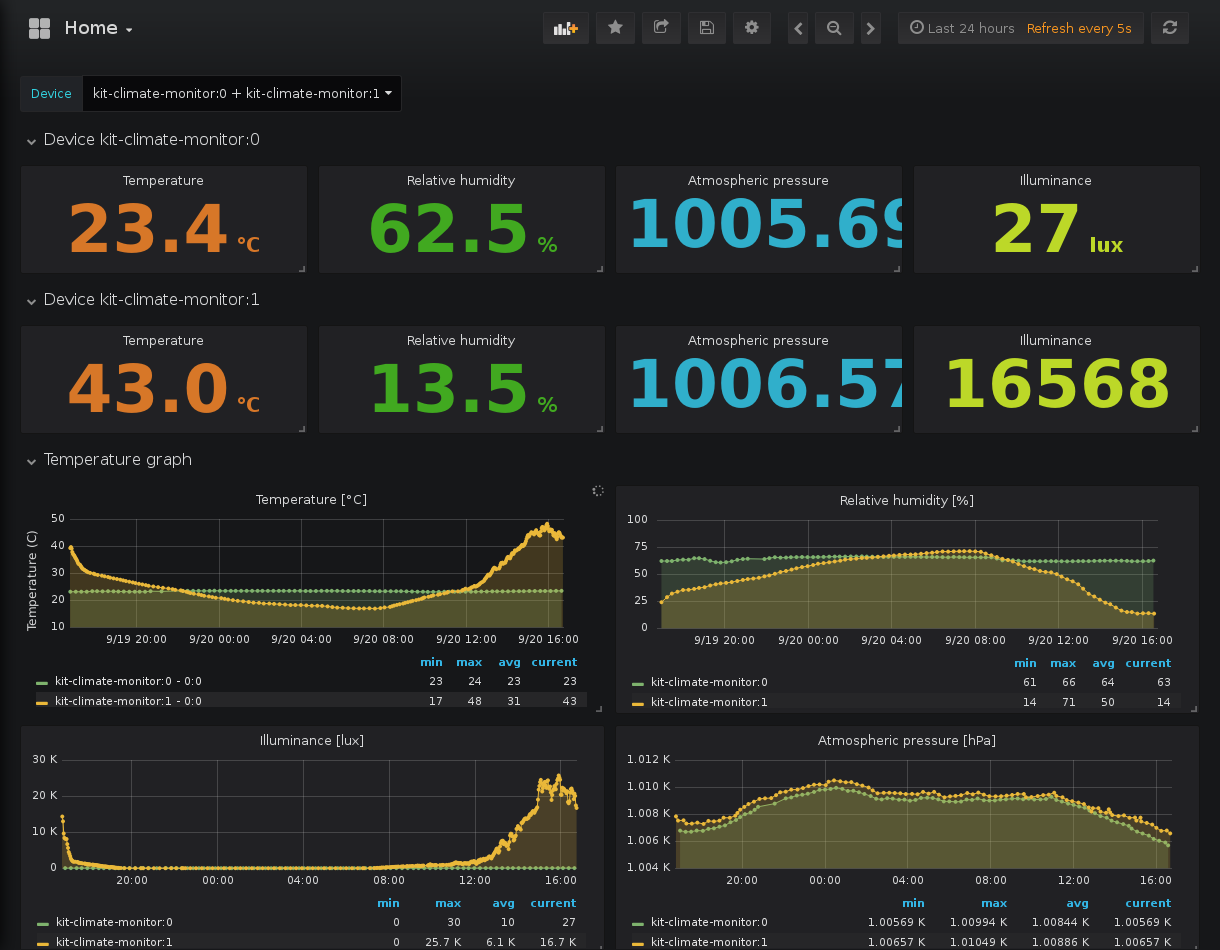 Home
Last 24 hours Refresh every 5s
Device kit-climate-monitor:0 + kit-climate-monitor:1
Device kit-climate-monitor:0
Temperature Relative humidity Atmospheric pressure Illuminance
23.4 °C 62.5 % 1005.69 27 lux
Device kit-climate-monitor:1
Temperature Relative humidity Atmospheric pressure Illuminance
43.0 °C 13.5 % 1006.57 16568
Temperature graph
Temperature [°C]
Temperature (C)
50
40
30
20
10
9/19 20:00 9/20 00:00 9/20 04:00 9/20 08:00 9/20 12:00 9/20 16:00
min max avg current
kit-climate-monitor:0 - 0:0 23 24 23 23
kit-climate-monitor:1 - 0:0 17 48 31 43
Relative humidity [%]
100
75
50
25
0
9/19 20:00 9/20 00:00 9/20 04:00 9/20 08:00 9/20 12:00 9/20 16:00
min max avg current
kit-climate-monitor:0 61 66 64 63
kit-climate-monitor:1 14 71 50 14
Illuminance [lux]
30 K
20 K
10 K
0
20:00 00:00 04:00 08:00 12:00 16:00
min max avg current
kit-climate-monitor:0 0 30 10 27
kit-climate-monitor:1 0 25.7 K 6.1 K 16.7 K
Atmospheric pressure [hPa]
1.012 K
1.010 K
1.008 K
1.006 K
1.004 K
20:00 00:00 04:00 08:00 12:00 16:00
min max avg current
kit-climate-monitor:0 1.00569 K 1.00994 K 1.00844 K 1.00569 K
kit-climate-monitor:1 1.00657 K 1.01049 K 1.00886 K 1.00657 K